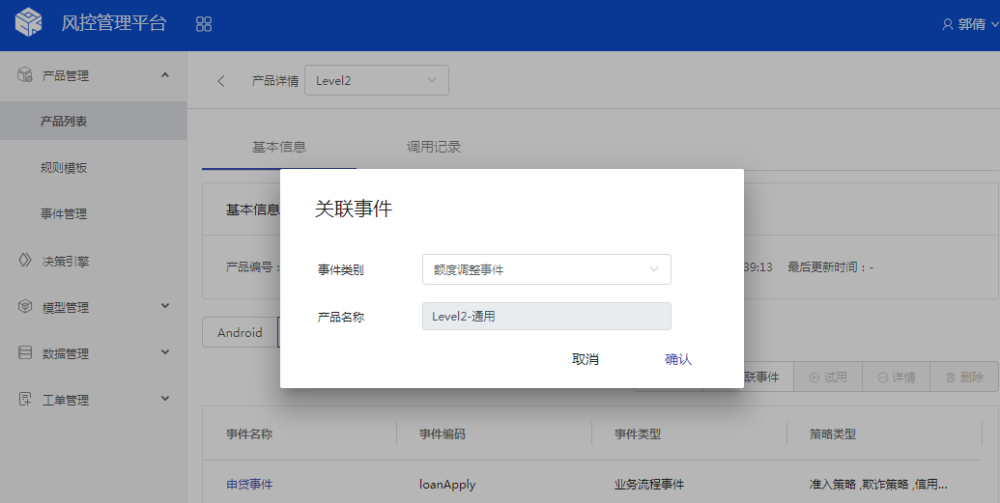 风控管理平台
郭倩
产品管理
产品列表
规则模板
事件管理
决策引擎
模型管理
数据管理
工单管理
产品详情 Level2
基本信息 调用记录
基本信息
产品编号： 39:13 最后更新时间：-
关联事件
事件类别 额度调整事件
产品名称 Level2-通用
取消 确认
Android
联事件 试用 详情 删除
事件名称 事件编码 事件类型 策略类型
申贷事件 loanApply 业务流程事件 准入策略 ,欺诈策略 ,信用...